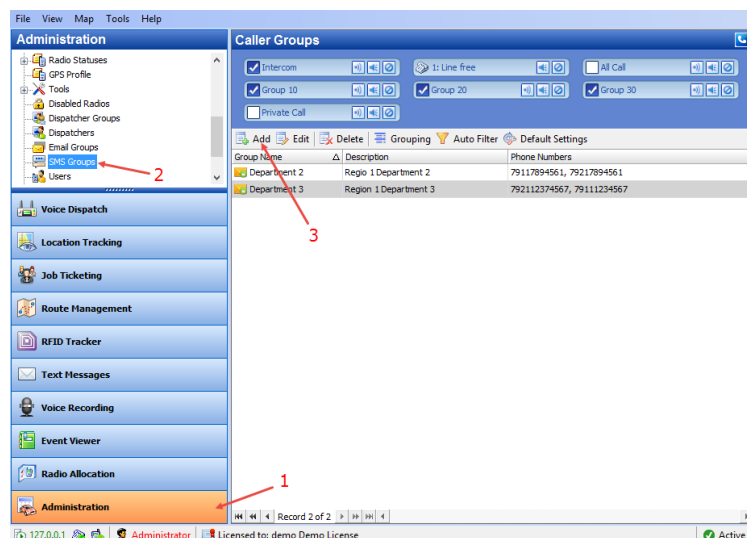 File View Map Tools Help
Administration
Radio Statuses
GPS Profile
Tools
Disabled Radios
Dispatcher Groups
Dispatchers
Email Groups
SMS Groups
Users
2
Voice Dispatch
Location Tracking
Job Ticketing
Route Management
RFID Tracker
Text Messages
Voice Recording
Event Viewer
Radio Allocation
Administration
1
Caller Groups
Intercom
1: Line free
All Call
Group 10
Group 20
Group 30
Private Call
Add Edit Delete Grouping Auto Filter Default Settings
Group Name Description Phone Numbers
Department 2 Regio 1 Department 2 79117894561, 79217894561
Department 3 Region 1 Department 3 792112374567, 79111234567
3
Record 2 of 2
127.0.0.1 Administrator Licensed to: demo Demo License Active